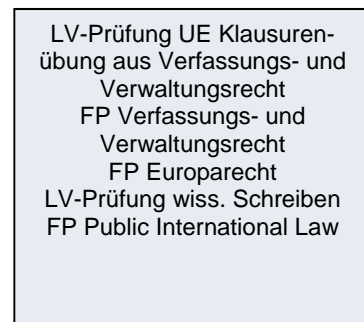 LV-Prüfung UE Klausuren-
übung aus Verfassungs- und
Verwaltungsrecht
FP Verfassungs- und
Verwaltungsrecht
FP Europarecht
LV-Prüfung wiss. Schreiben
FP Public International Law